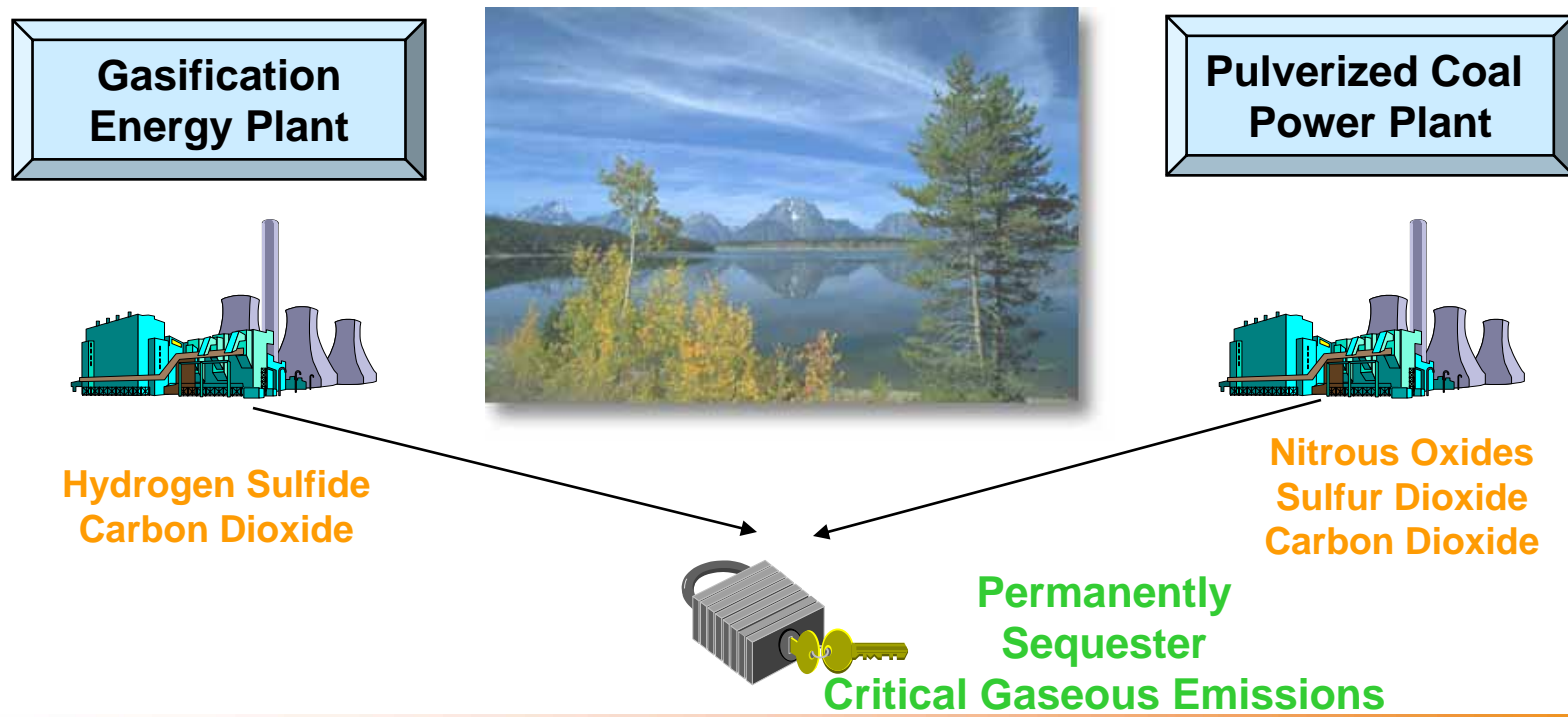 Gasification
Energy Plant
Pulverized Coal
Power Plant
Hydrogen Sulfide
Carbon Dioxide
Nitrous Oxides
Sulfur Dioxide
Carbon Dioxide
Permanently
Sequester
Critical Gaseous Emissions